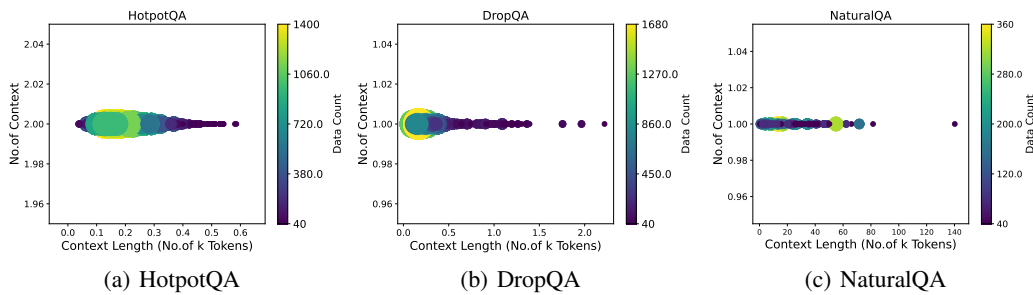 HotpotQA
2.04
2.02
2.00
1.98
1.96
No.of Context
0.0 0.1 0.2 0.3 0.4 0.5 0.6
Context Length (No.of k Tokens)
1400
1060.0
720.0
380.0
40
Data Count
(a) HotpotQA
DropQA
2.04
2.02
2.00
1.98
1.96
No.of Context
0.0 0.5 1.0 1.5 2.0
Context Length (No.of k Tokens)
1680
1270.0
860.0
450.0
40
Data Count
(b) DropQA
NaturalQA
1.04
1.02
1.00
0.98
0.96
No.of Context
0 20 40 60 80 100 120 140
Context Length (No.of k Tokens)
360
280.0
200.0
120.0
40
Data Count
(c) NaturalQA